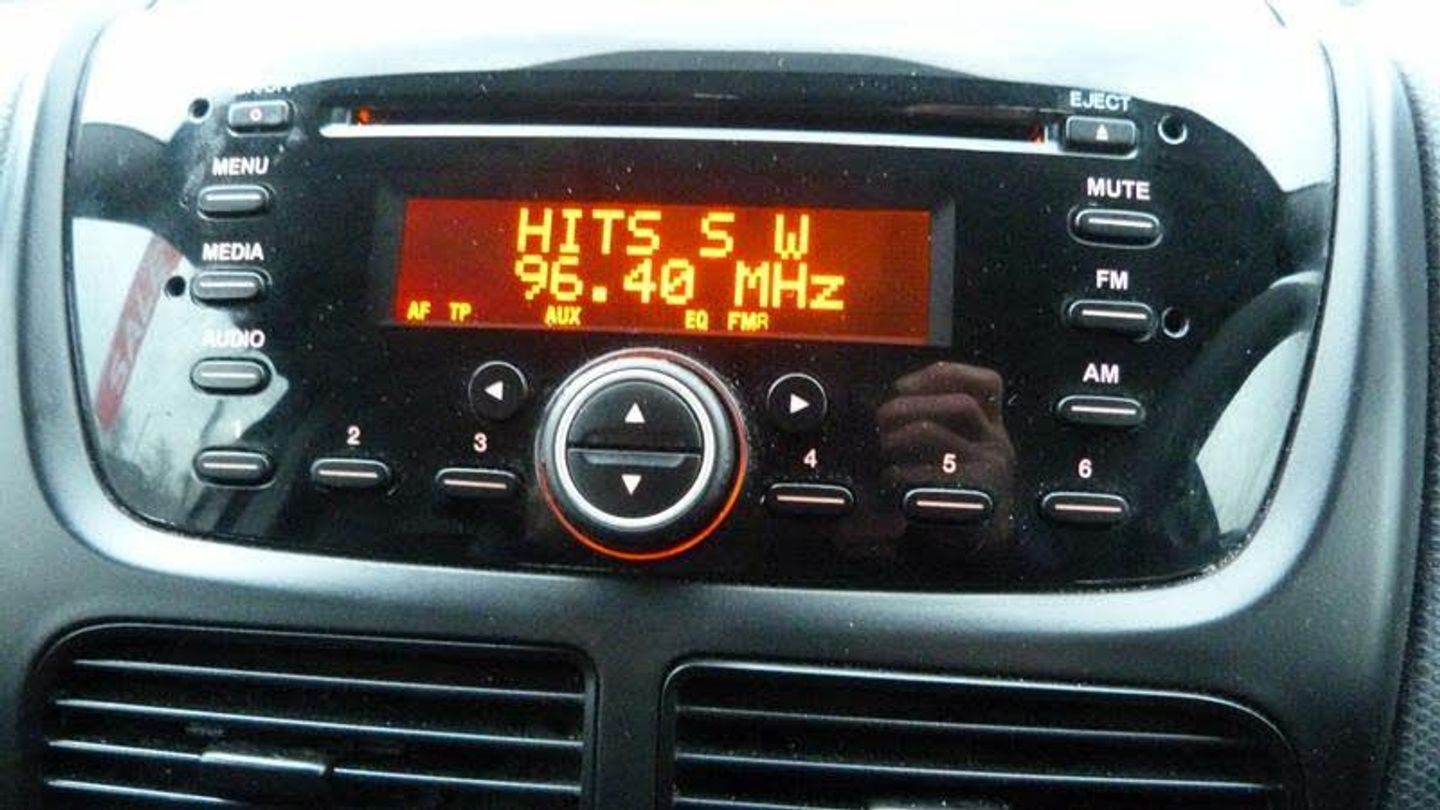 EJECT
MENU
MUTE
HITS S W
96.40 MHz
AF TP AUX EQ FMR
MEDIA
FM
AUDIO
AM
1 2 3 4 5 6